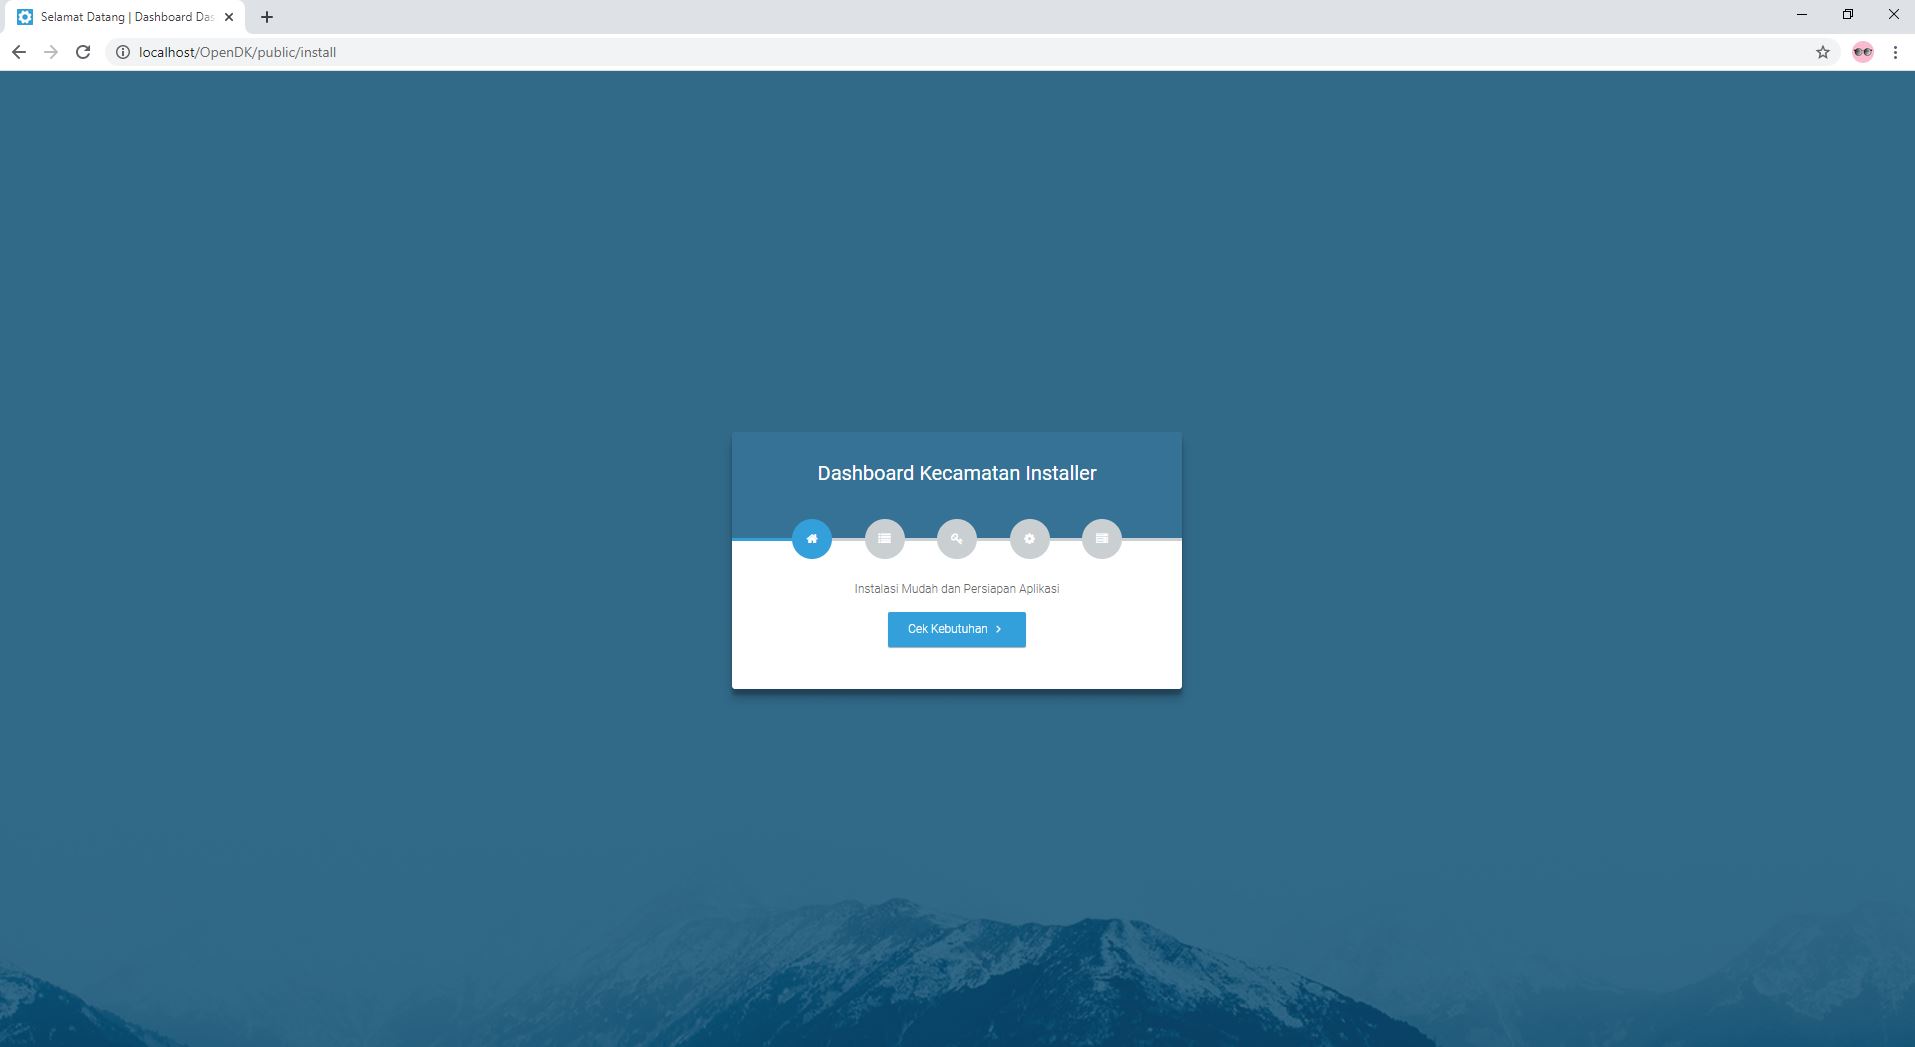 Selamat Datang | Dashboard Das
localhost/OpenDK/public/install
Dashboard Kecamatan Installer
Instalasi Mudah dan Persiapan Aplikasi
Cek Kebutuhan